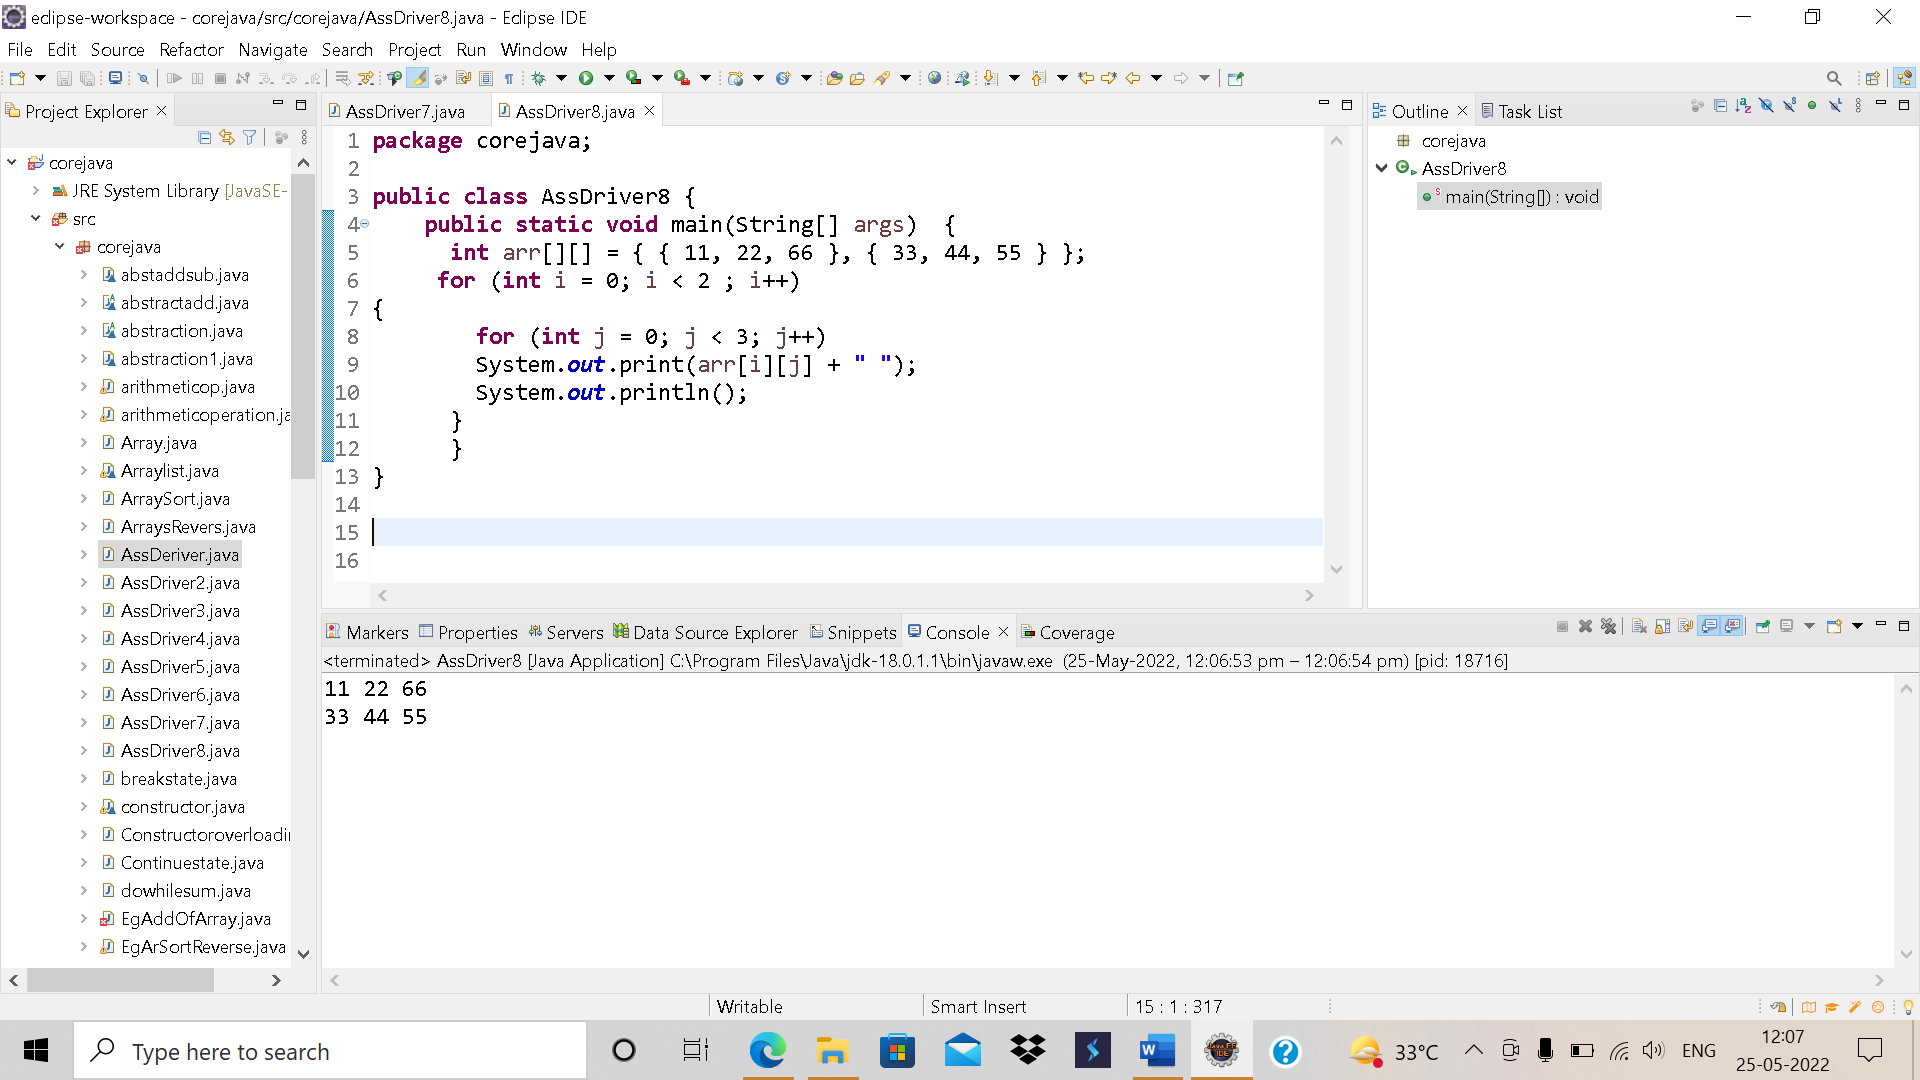 eclipse-workspace - corejava/src/corejava/AssDriver8.java - Eclipse IDE
File Edit Source Refactor Navigate Search Project Run Window Help
Project Explorer
corejava
JRE System Library [JavaSE-
src
corejava
abstaddsub.java
abstractadd.java
abstraction.java
abstraction1.java
arithmeticop.java
arithmeticoperation.ja
Array.java
Arraylist.java
ArraySort.java
ArraysRevers.java
AssDeriver.java
AssDriver2.java
AssDriver3.java
AssDriver4.java
AssDriver5.java
AssDriver6.java
AssDriver7.java
AssDriver8.java
breakstate.java
constructor.java
Constructoroverloadin
Continuestate.java
dowhilesum.java
EgAddOfArray.java
EgArSortReverse.java
AssDriver7.java AssDriver8.java
1 package corejava;
2
3 public class AssDriver8 {
4 public static void main(String[] args) {
5 int arr[][] = { { 11, 22, 66 }, { 33, 44, 55 } };
6 for (int i = 0; i < 2 ; i++)
7 {
8 for (int j = 0; j < 3; j++)
9 System.out.print(arr[i][j] + " ");
10 System.out.println();
11 }
12 }
13 }
14
15
16
Outline Task List
corejava
AssDriver8
main(String[]) : void
Markers Properties Servers Data Source Explorer Snippets Console Coverage
<terminated> AssDriver8 [Java Application] C:\Program Files\Java\jdk-18.0.1.1\bin\javaw.exe (25-May-2022, 12:06:53 pm – 12:06:54 pm) [pid: 18716]
11 22 66
33 44 55
Writable Smart Insert 15 : 1 : 317
Type here to search
33°C
ENG
12:07
25-05-2022